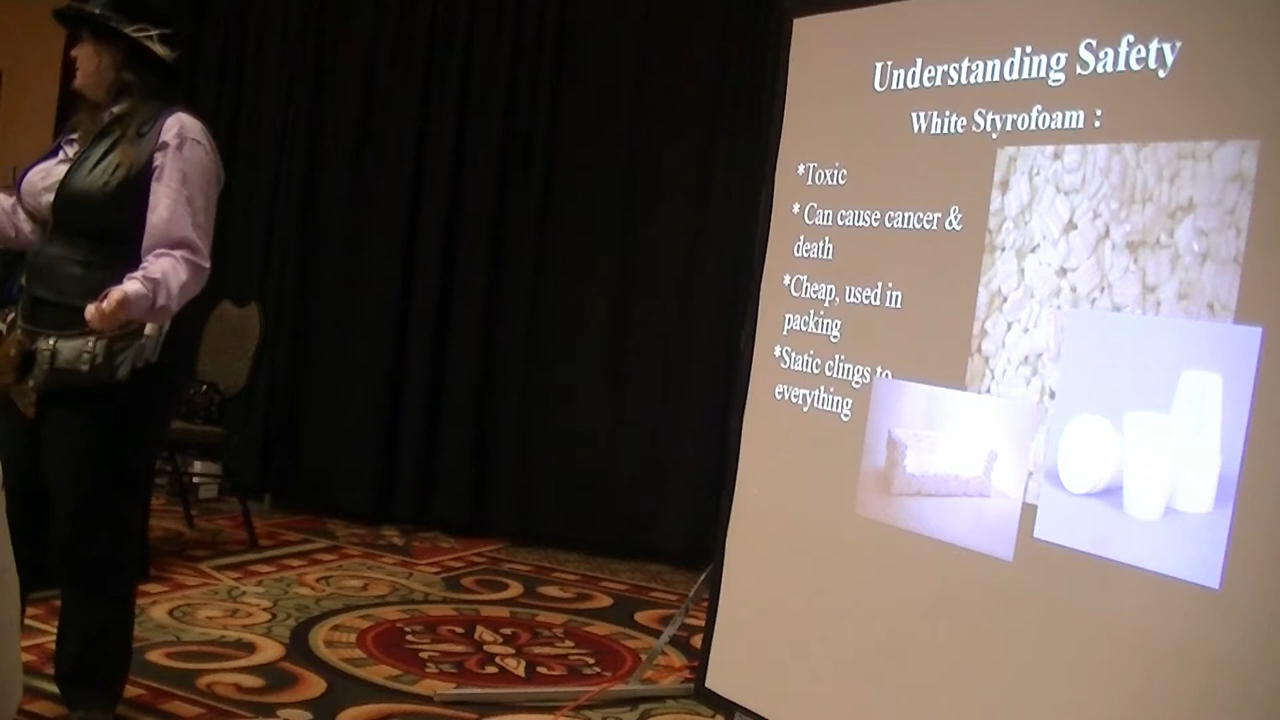 Understanding Safety
White Styrofoam :
*Toxic
* Can cause cancer &
death
*Cheap, used in
packing
*Static clings to
everything